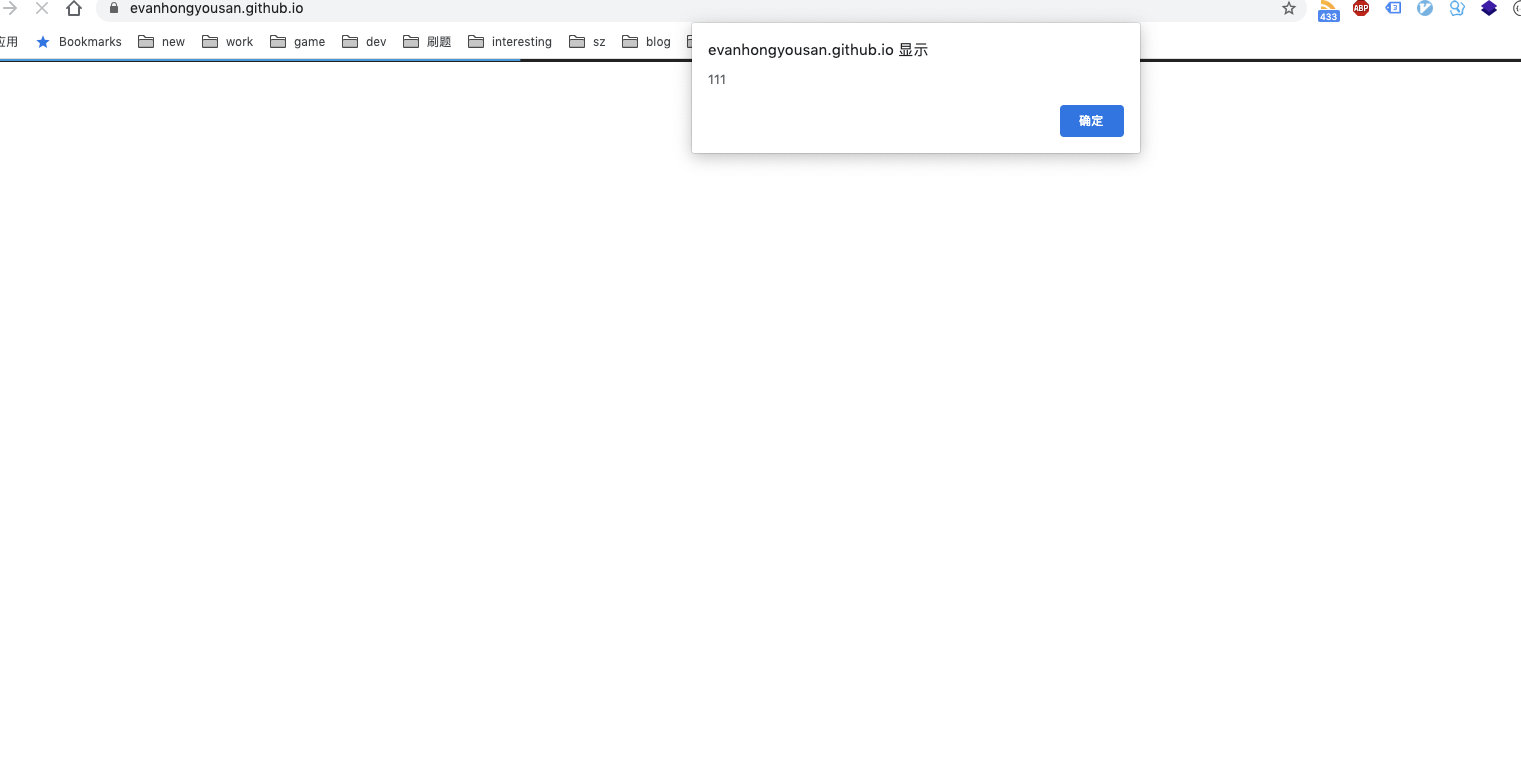 evanhongyousan.github.io
433
ABP
应用
Bookmarks
new
work
game
dev
刷题
interesting
sz
blog
evanhongyousan.github.io 显示
111
确定